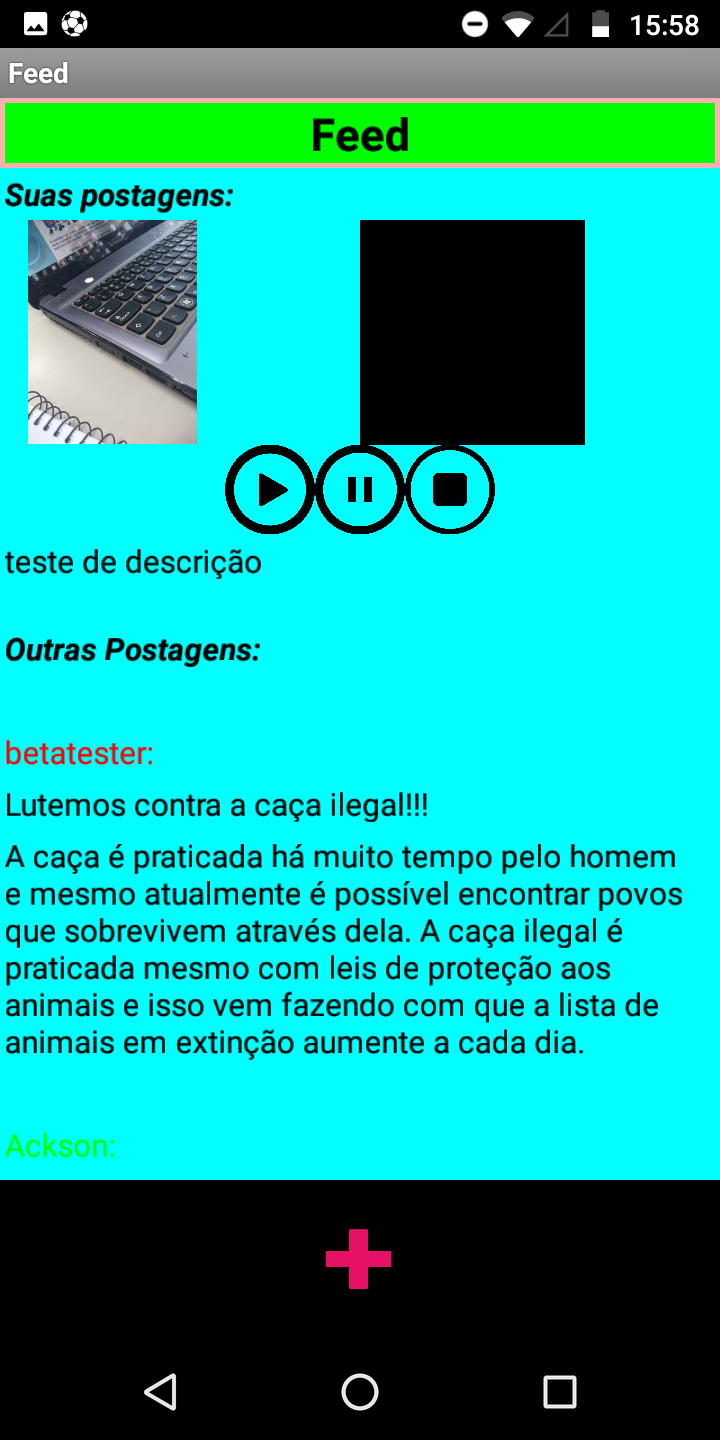 15:58
Feed
Feed
Suas postagens:
teste de descrição
Outras Postagens:
betatester:
Lutemos contra a caça ilegal!!!
A caça é praticada há muito tempo pelo homem
e mesmo atualmente é possível encontrar povos
que sobrevivem através dela. A caça ilegal é
praticada mesmo com leis de proteção aos
animais e isso vem fazendo com que a lista de
animais em extinção aumente a cada dia.
Ackson: